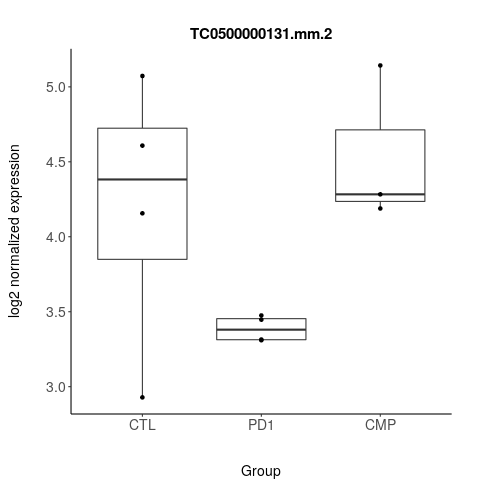 TC0500000131.mm.2
log2 normalized expression
5.0
4.5
4.0
3.5
3.0
CTL PD1 CMP
Group